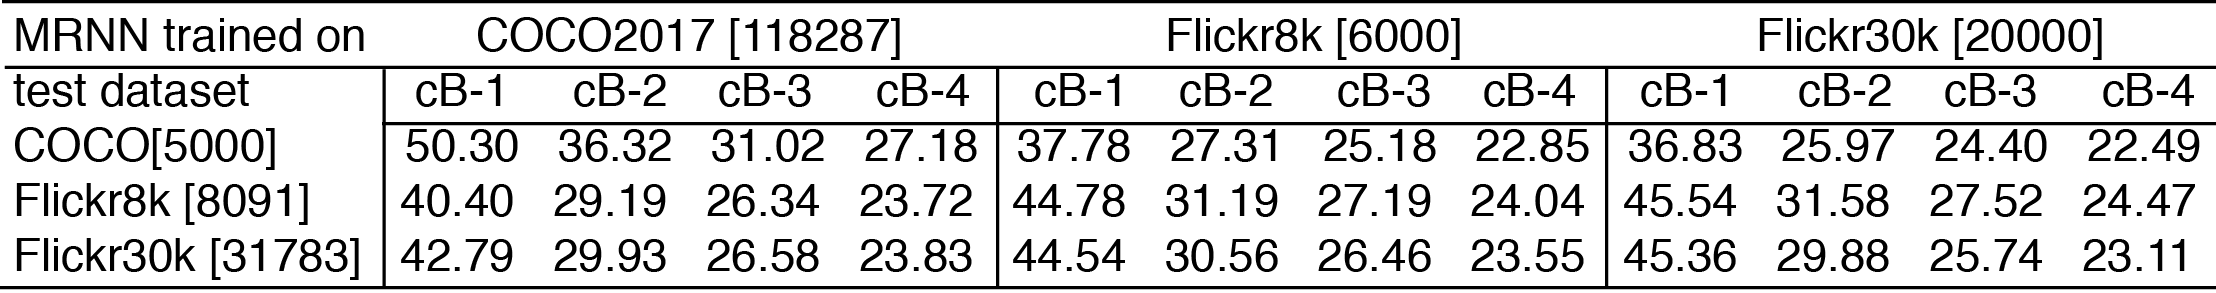 MRNN trained on COCO2017 [118287] Flickr8k [6000] Flickr30k [20000]
test dataset cB-1 cB-2 cB-3 cB-4 cB-1 cB-2 cB-3 cB-4 cB-1 cB-2 cB-3 cB-4
COCO[5000] 50.30 36.32 31.02 27.18 37.78 27.31 25.18 22.85 36.83 25.97 24.40 22.49
Flickr8k [8091] 40.40 29.19 26.34 23.72 44.78 31.19 27.19 24.04 45.54 31.58 27.52 24.47
Flickr30k [31783] 42.79 29.93 26.58 23.83 44.54 30.56 26.46 23.55 45.36 29.88 25.74 23.11